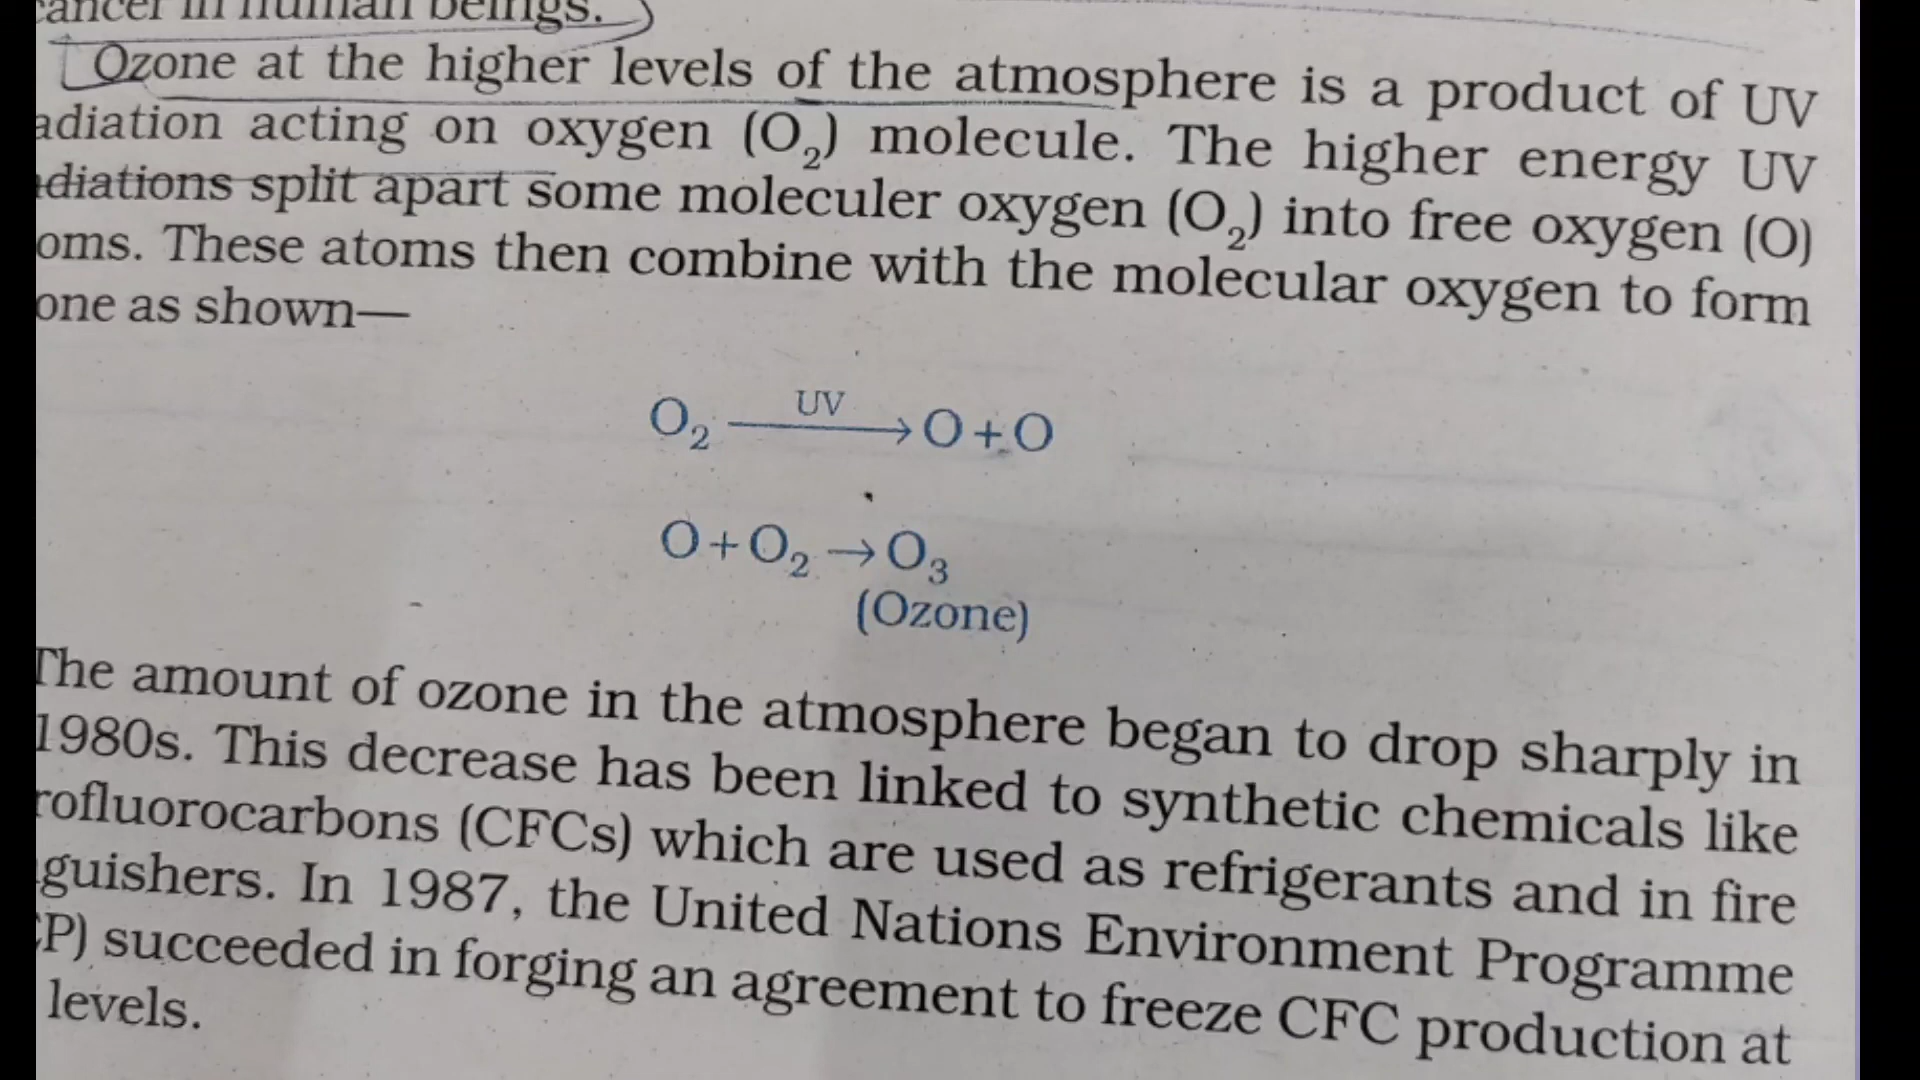 cancer in human beings.
Ozone at the higher levels of the atmosphere is a product of UV
adiation acting on oxygen (O₂) molecule. The higher energy UV
diations split apart some moleculer oxygen (O₂) into free oxygen (O)
oms. These atoms then combine with the molecular oxygen to form
one as shown—
O₂ —UV→ O + O
O + O₂ → O₃
(Ozone)
The amount of ozone in the atmosphere began to drop sharply in
1980s. This decrease has been linked to synthetic chemicals like
rofluorocarbons (CFCs) which are used as refrigerants and in fire
guishers. In 1987, the United Nations Environment Programme
P) succeeded in forging an agreement to freeze CFC production at
levels.